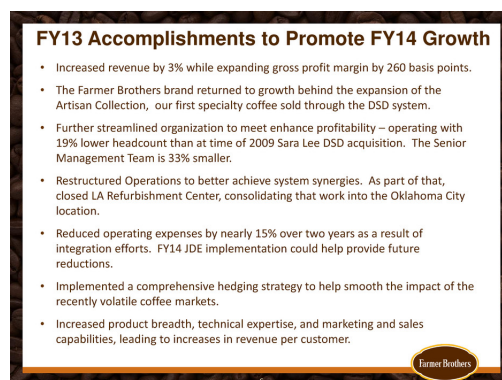 FY13 Accomplishments to Promote FY14 Growth
• Increased revenue by 3% while expanding gross profit margin by 260 basis points.
• The Farmer Brothers brand returned to growth behind the expansion of the
Artisan Collection, our first specialty coffee sold through the DSD system.
• Further streamlined organization to meet enhance profitability – operating with
19% lower headcount than at time of 2009 Sara Lee DSD acquisition. The Senior
Management Team is 33% smaller.
• Restructured Operations to better achieve system synergies. As part of that,
closed LA Refurbishment Center, consolidating that work into the Oklahoma City
location.
• Reduced operating expenses by nearly 15% over two years as a result of
integration efforts. FY14 JDE implementation could help provide future
reductions.
• Implemented a comprehensive hedging strategy to help smooth the impact of the
recently volatile coffee markets.
• Increased product breadth, technical expertise, and marketing and sales
capabilities, leading to increases in revenue per customer.
Farmer Brothers